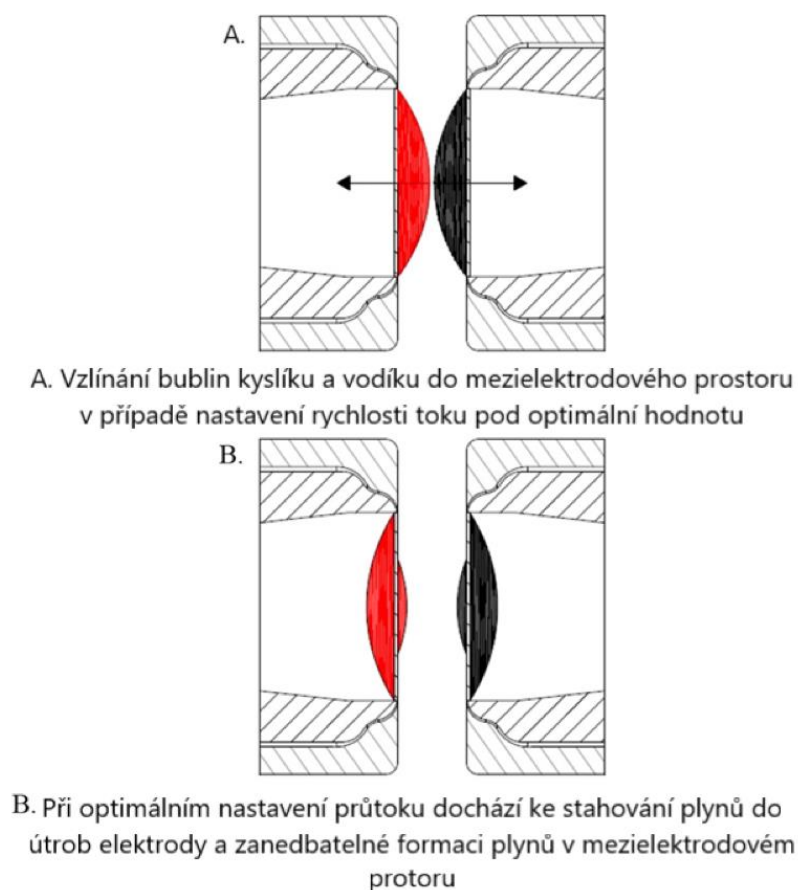 A.
A. Vzlínání bublin kyslíku a vodíku do mezielektrodového prostoru
v případě nastavení rychlosti toku pod optimální hodnotu
B.
B. Při optimálním nastavení průtoku dochází ke stahování plynů do
útrob elektrody a zanedbatelné formaci plynů v mezielektrodovém
protoru